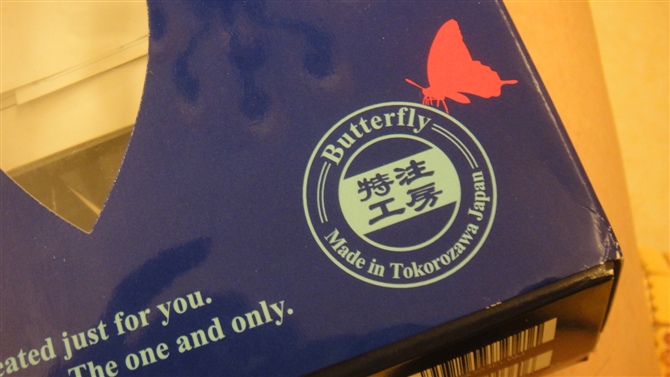 Butterfly
特注
工房
Made in Tokorozawa Japan
eated just for you.
The one and only.